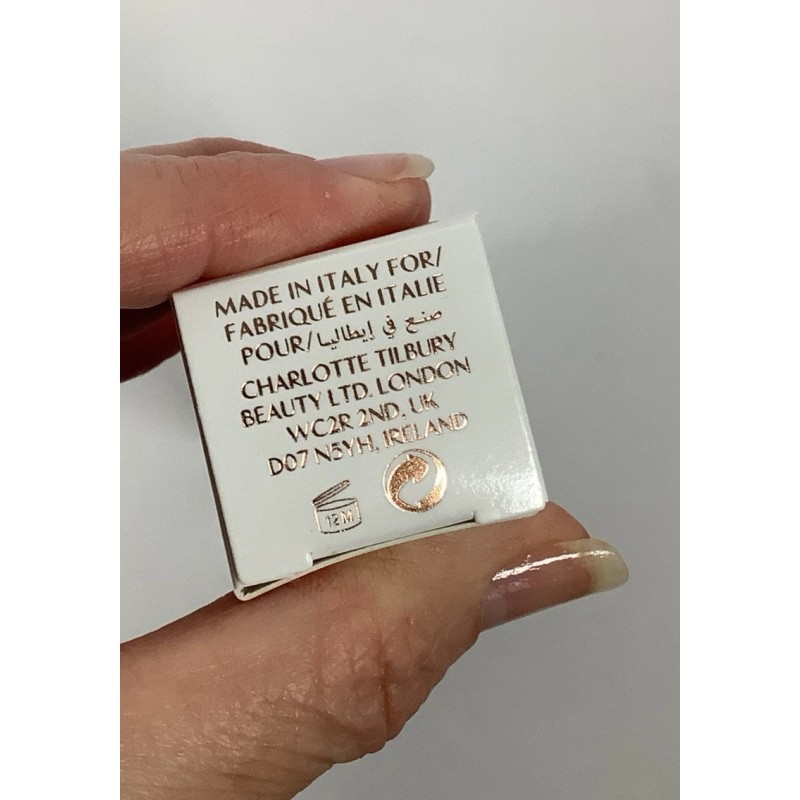 MADE IN ITALY FOR/
FABRIQUÉ EN ITALIE
POUR/صنع في إيطاليا
CHARLOTTE TILBURY
BEAUTY LTD. LONDON
WC2R 2ND. UK
D07 N5YH, IRELAND
12M